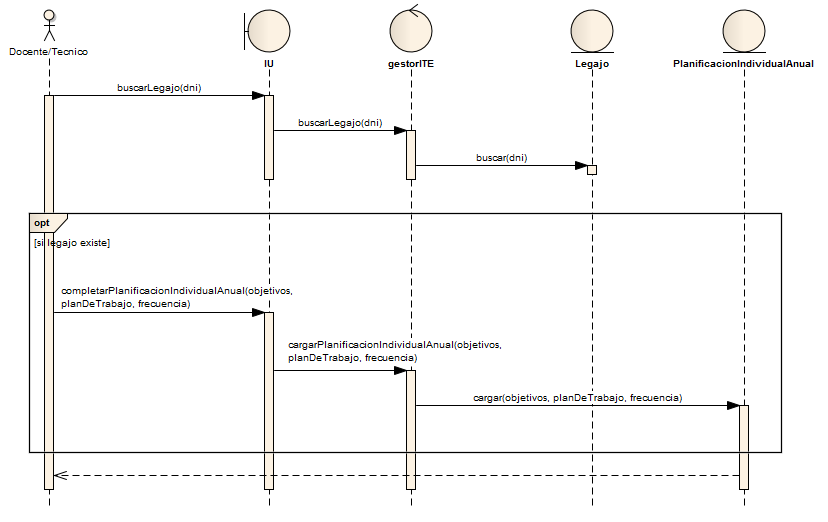 Docente/Tecnico
IU
gestorITE
Legajo
PlanificacionIndividualAnual
buscarLegajo(dni)
buscarLegajo(dni)
buscar(dni)
opt
[si legajo existe]
completarPlanificacionIndividualAnual(objetivos,
planDeTrabajo, frecuencia)
cargarPlanificacionIndividualAnual(objetivos,
planDeTrabajo, frecuencia)
cargar(objetivos, planDeTrabajo, frecuencia)